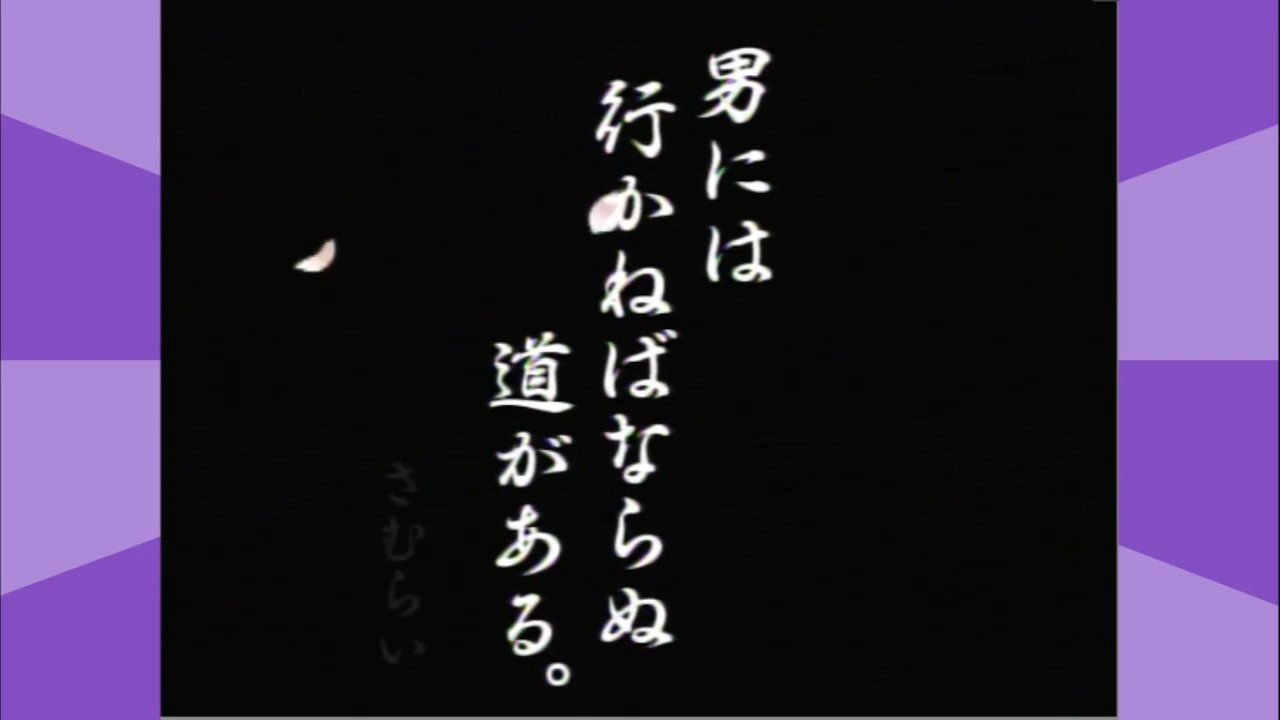 男には
行かねばならぬ
道がある。
さむらい